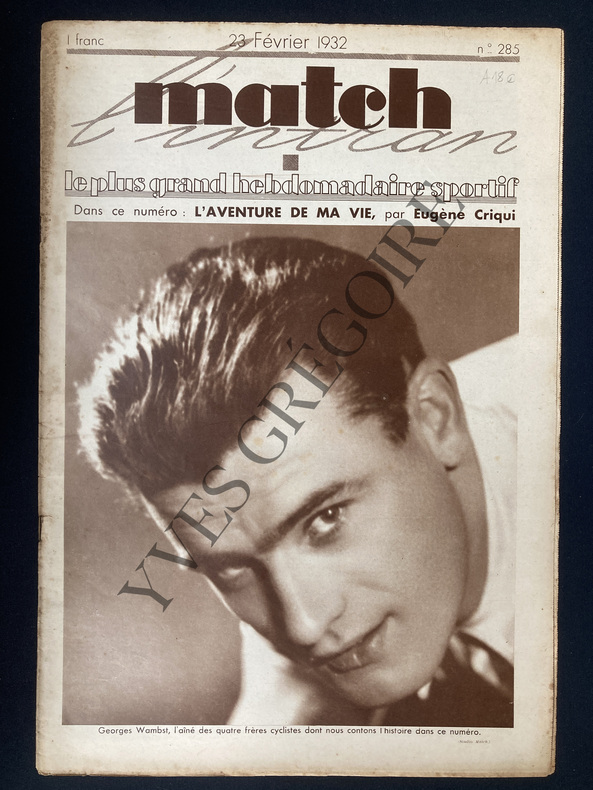 1 franc
23 Février 1932
n° 285
A18
match
l'intran
le plus grand hebdomadaire sportif
Dans ce numéro : L'AVENTURE DE MA VIE, par Eugène Criqui
YVES GRÉGOIRE
Georges Wambst, l'aîné des quatre frères cyclistes dont nous contons l'histoire dans ce numéro.